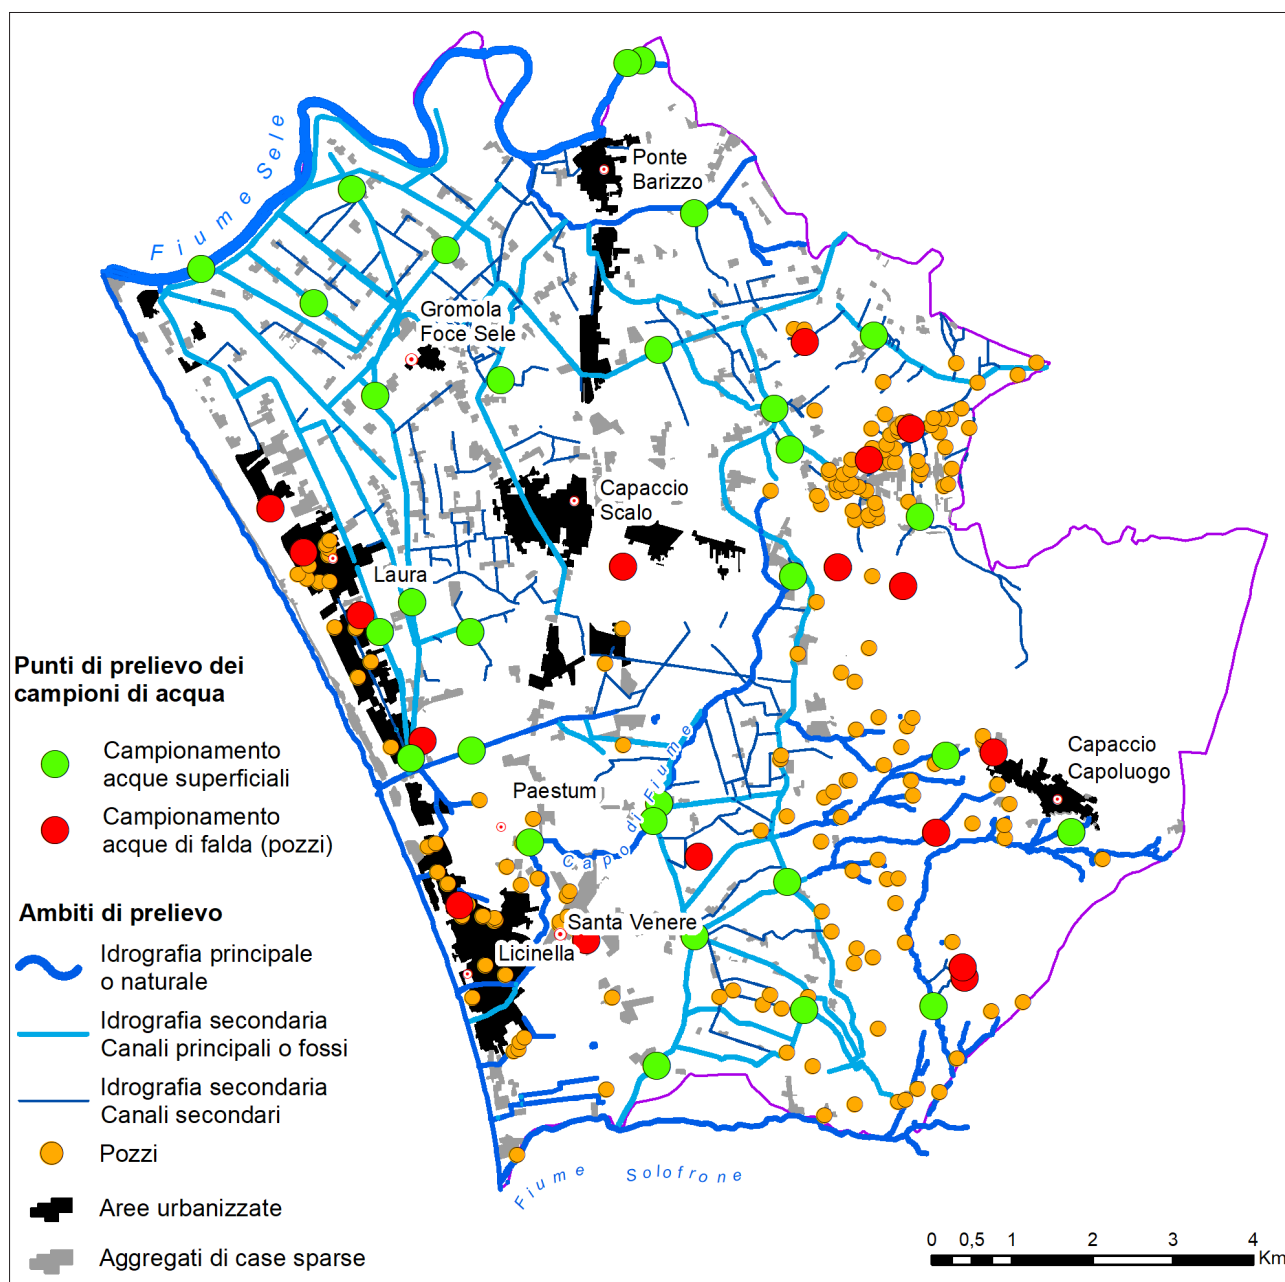 Fiume Sele
Ponte
Barizzo
Gromola
Foce Sele
Capaccio
Scalo
Laura
Punti di prelievo dei
campioni di acqua
Campionamento
acque superficiali
Campionamento
acque di falda (pozzi)
Capaccio
Capoluogo
Paestum
Capo di Fiume
Santa Venere
Licinella
Ambiti di prelievo
Idrografia principale
o naturale
Idrografia secondaria
Canali principali o fossi
Idrografia secondaria
Canali secondari
Pozzi
Aree urbanizzate
Aggregati di case sparse
Fiume Solofrone
0 0,5 1 2 3 4
Km